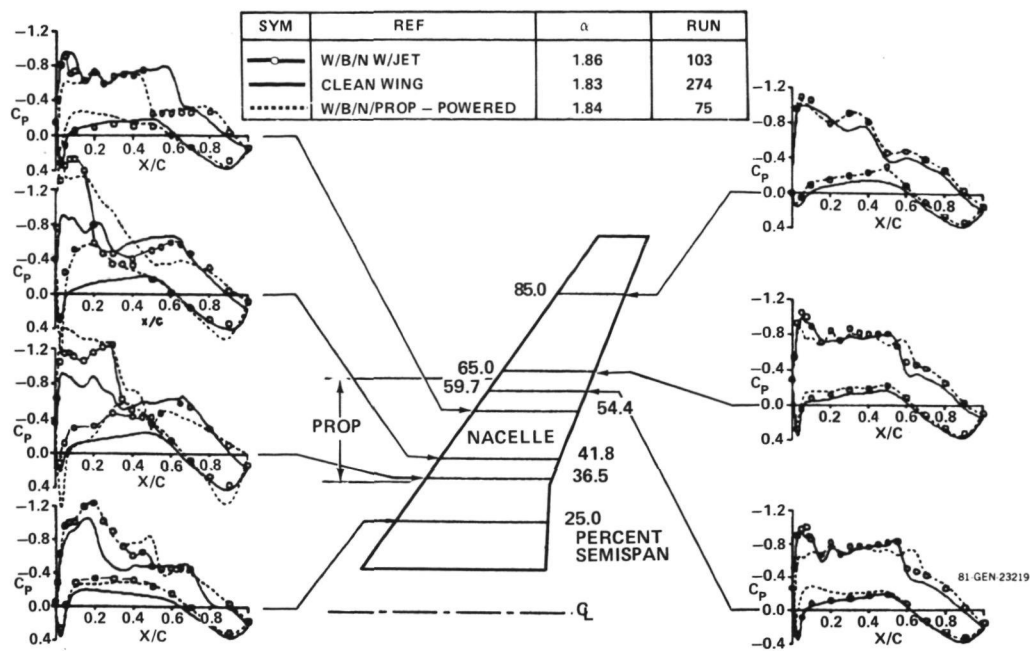 SYM REF α RUN
W/B/N W/JET 1.86 103
CLEAN WING 1.83 274
W/B/N/PROP – POWERED 1.84 75
-1.2
-0.8
-0.4
CP
0.0
0.4
0.2 0.4 0.6 0.8
X/C
-1.2
-0.8
-0.4
CP
0.0
0.4
0.2 0.4 0.6 0.8
X/C
-1.2
-0.8
-0.4
CP
0.0
0.4
0.2 0.4 0.6 0.8
X/C
-1.2
-0.8
-0.4
CP
0.0
0.4
0.2 0.4 0.6 0.8
X/C
85.0
65.0
59.7
54.4
PROP
NACELLE
41.8
36.5
25.0
PERCENT
SEMISPAN
CL
-1.2
-0.8
-0.4
CP
0.0
0.4
0.2 0.4 0.6 0.8
X/C
-1.2
-0.8
-0.4
CP
0.0
0.4
0.2 0.4 0.6 0.8
X/C
-1.2
-0.8
-0.4
CP
0.0
-0.4
0.2 0.4 0.6 0.8
X/C
81-GEN-23219